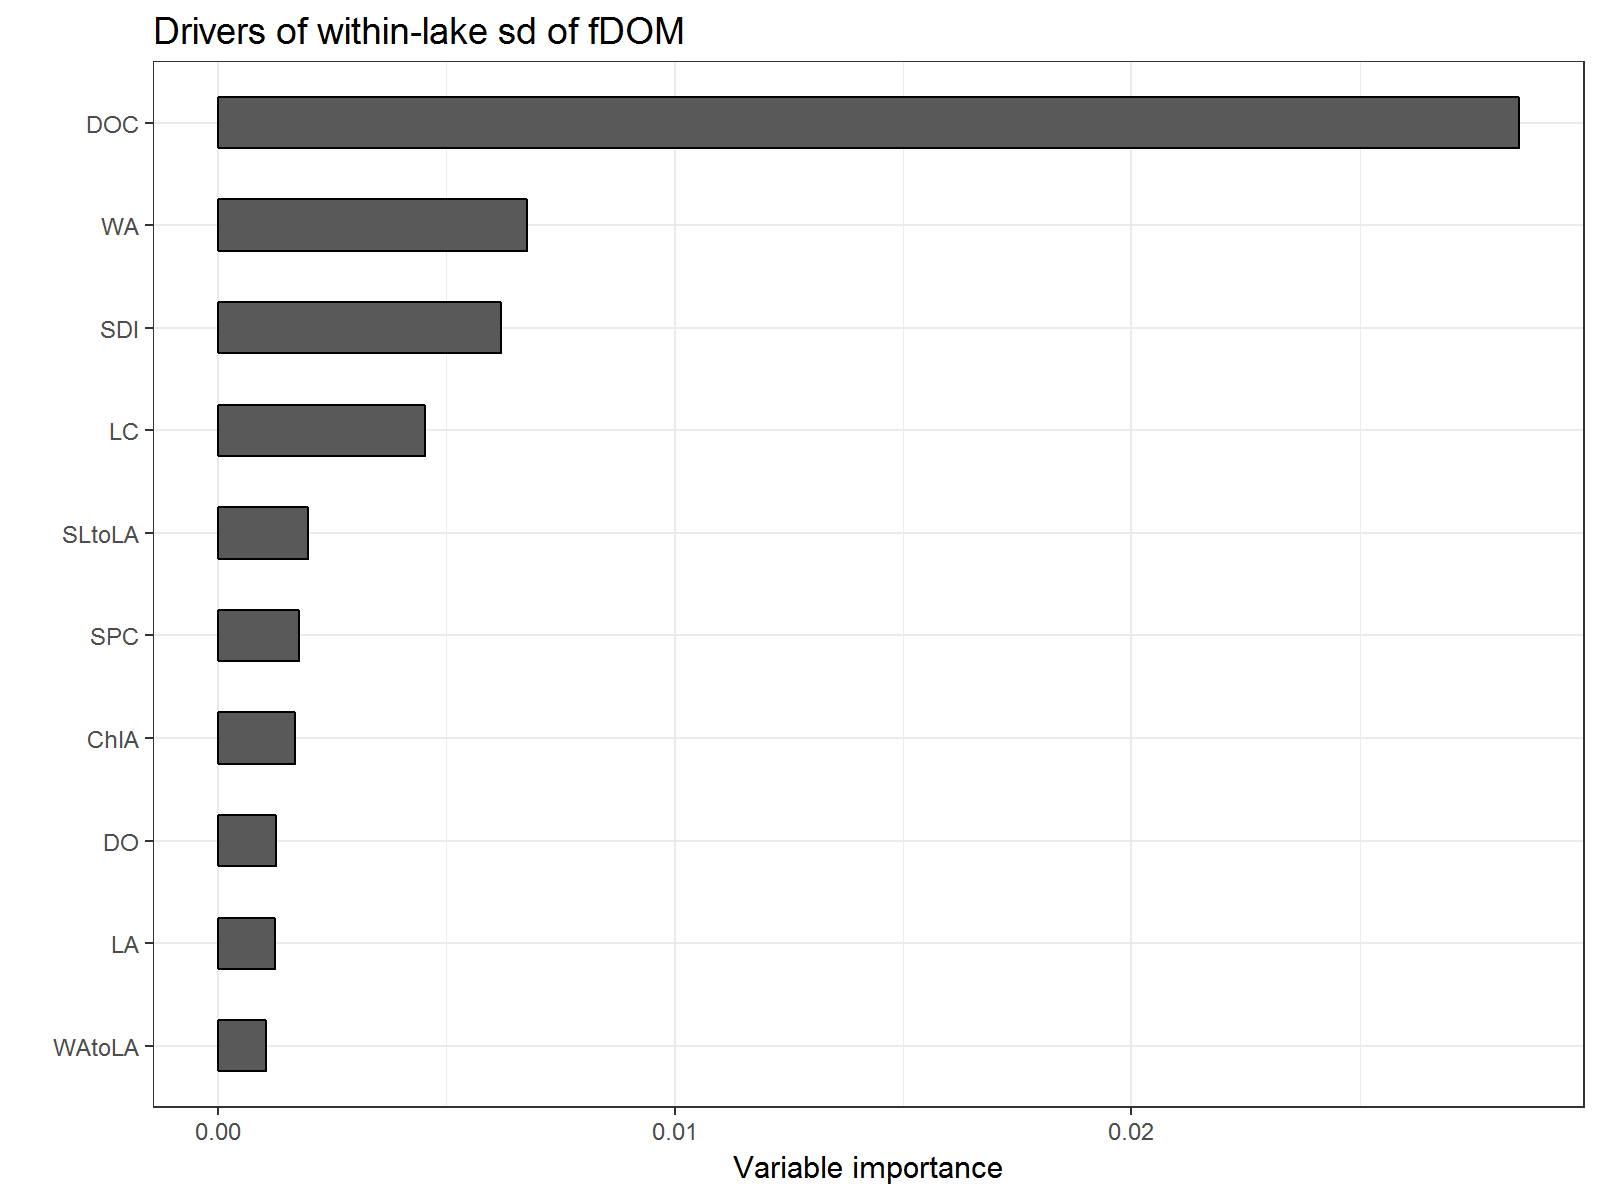 Drivers of within-lake sd of fDOM
DOC
WA
SDI
LC
SLtoLA
SPC
ChlA
DO
LA
WAtoLA
0.00 0.01 0.02
Variable importance